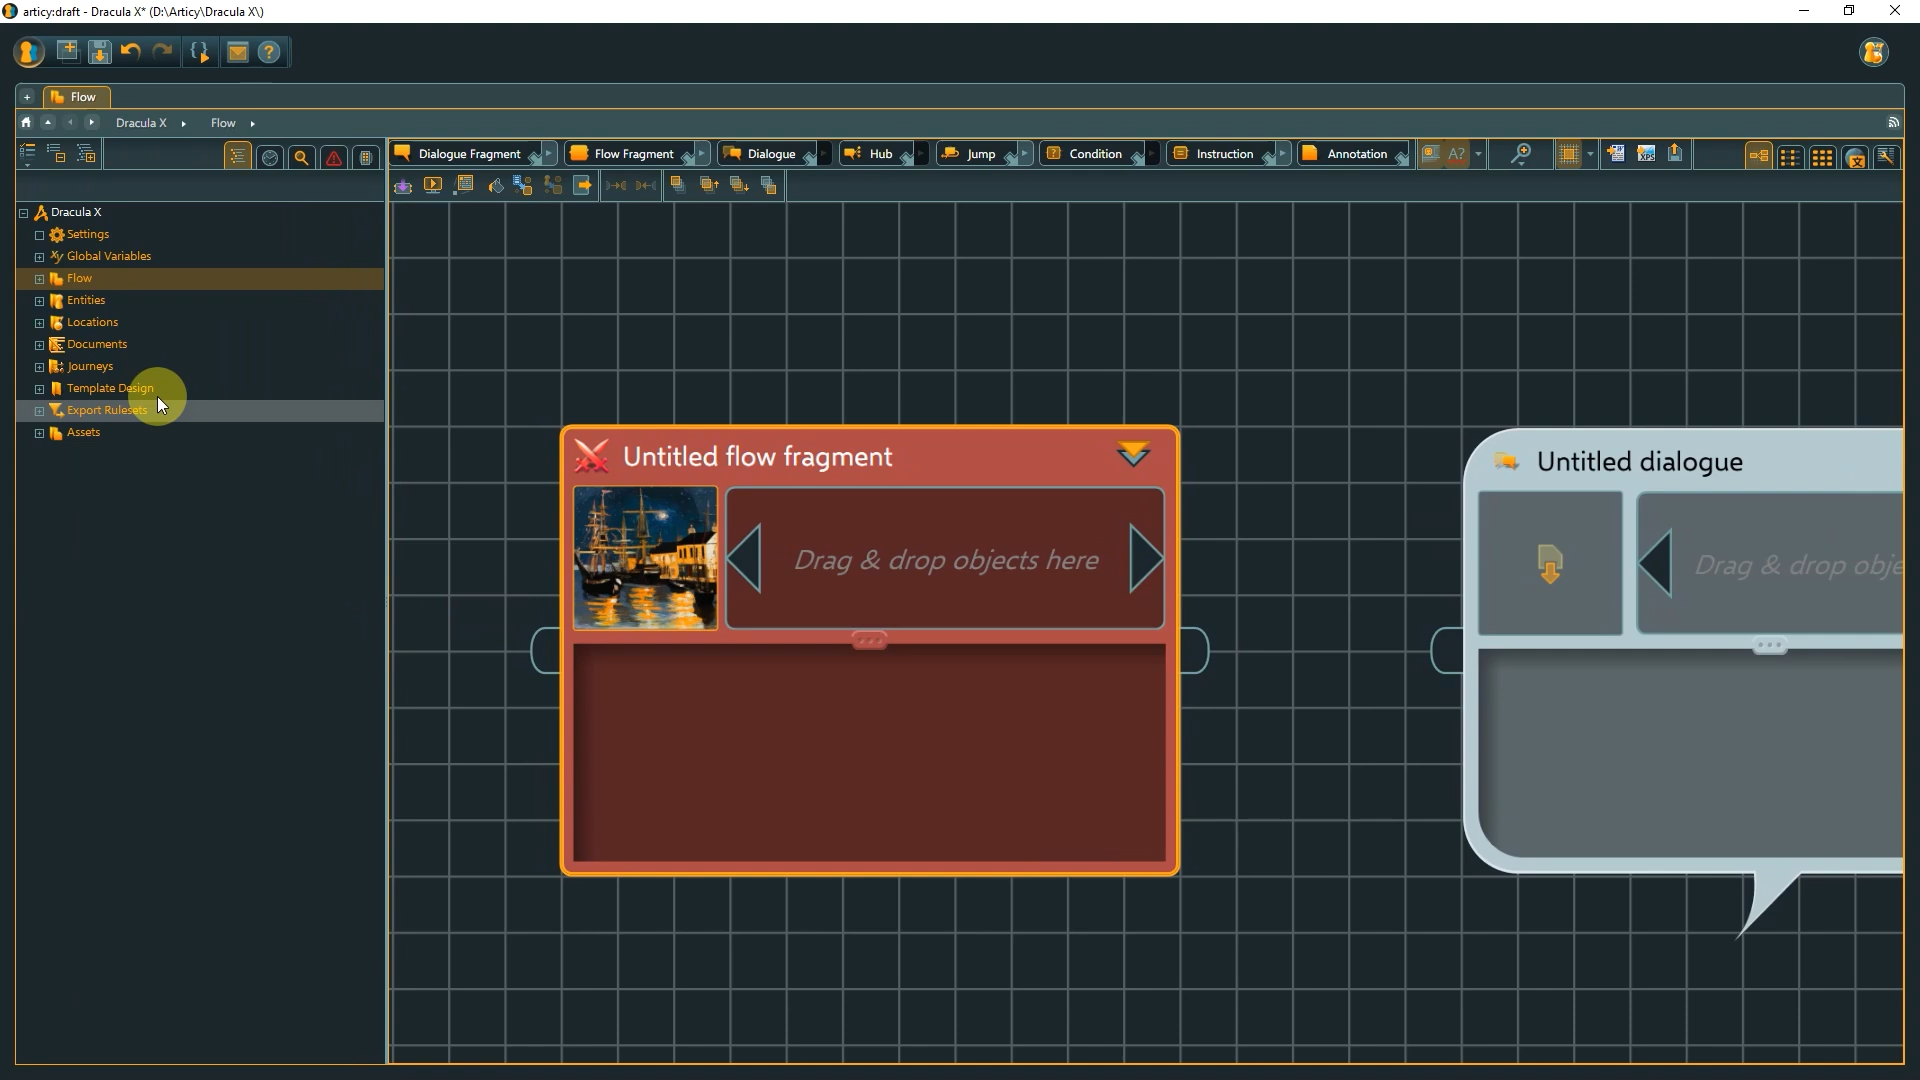 articy:draft - Dracula X* (D:\Articy\Dracula X\)
Flow
Dracula X
Flow
Dialogue Fragment
Flow Fragment
Dialogue
Hub
Jump
Condition
Instruction
Annotation
A?
XPS
Dracula X
Settings
xy Global Variables
Flow
Entities
Locations
Documents
Journeys
Template Design
Export Rulesets
Assets
Untitled flow fragment
Drag & drop objects here
Untitled dialogue
Drag & drop obje